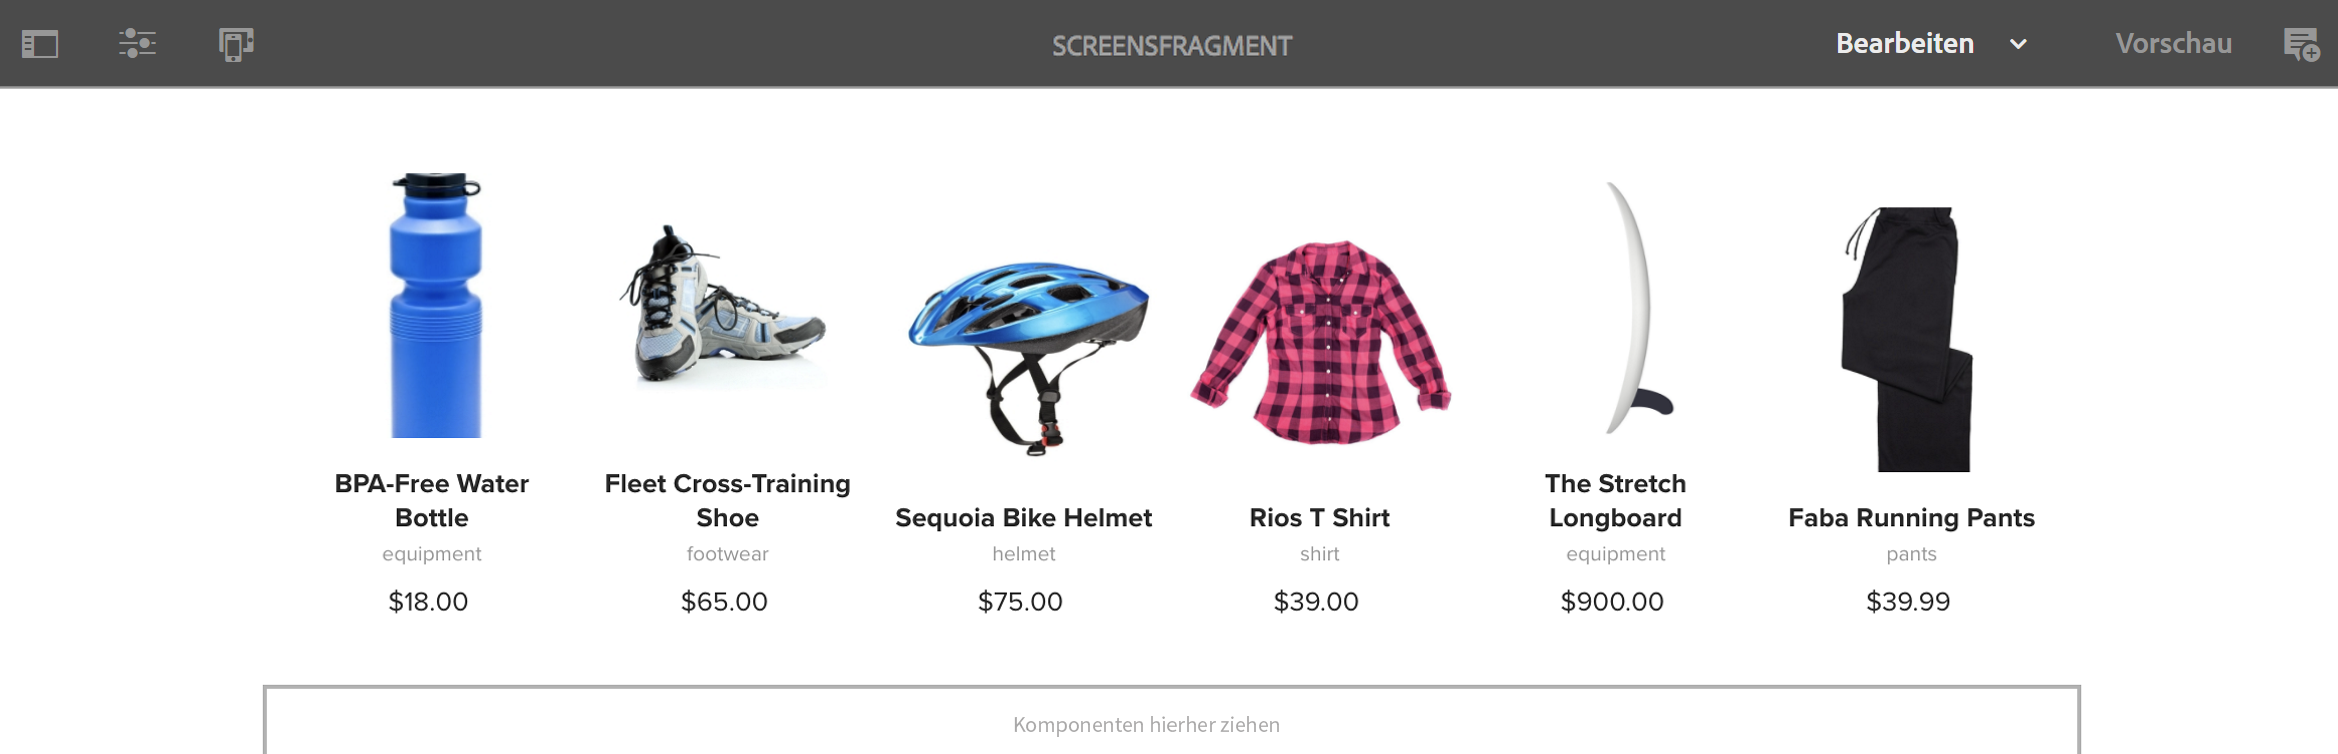 SCREENSFRAGMENT
Bearbeiten
Vorschau
BPA-Free Water
Bottle
equipment
$18.00
Fleet Cross-Training
Shoe
footwear
$65.00
Sequoia Bike Helmet
helmet
$75.00
Rios T Shirt
shirt
$39.00
The Stretch
Longboard
equipment
$900.00
Faba Running Pants
pants
$39.99
Komponenten hierher ziehen